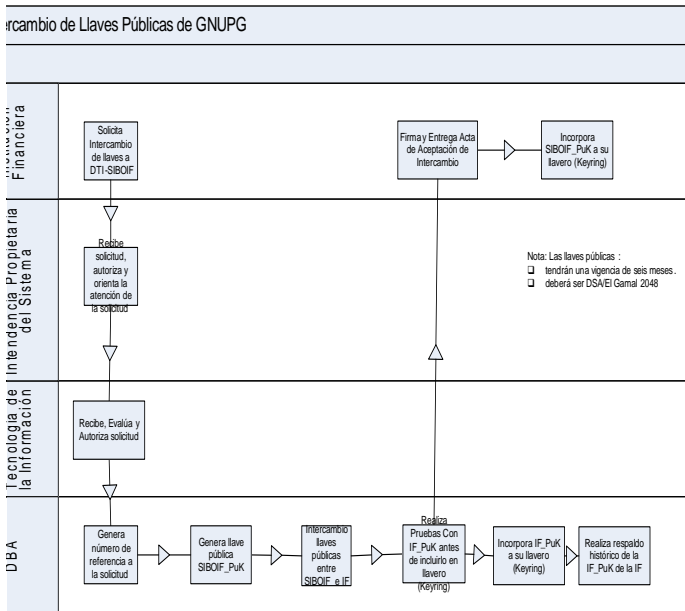 de Llaves Públicas de GNUPG
Financiera
Solicita
Intercambio
de llaves a
DTI-SIBOIF
Firma y Entrega Acta
de Aceptación de
Intercambio
Incorpora
SIBOIF_PuK a su
llavero (Keyring)
Intendencia Propietaria
del Sistema
Recibe
solicitud,
autoriza y
orienta la
atención de
la solicitud
Nota: Las llaves públicas :
tendrán una vigencia de seis meses.
deberá ser DSA/El Gamal 2048
Tecnología de
la Información
Recibe, Evalúa y
Autoriza solicitud
DBA
Genera
número de
referencia a
la solicitud
Genera llave
pública
SIBOIF_PuK
Intercambio
llaves
públicas
entre
SIBOIF e IF
Realiza
Pruebas Con
IF_PuK antes
de incluirlo en
llavero
(Keyring)
Incorpora IF_PuK
a su llavero
(Keyring)
Realiza respaldo
histórico de la
IF_PuK de la IF